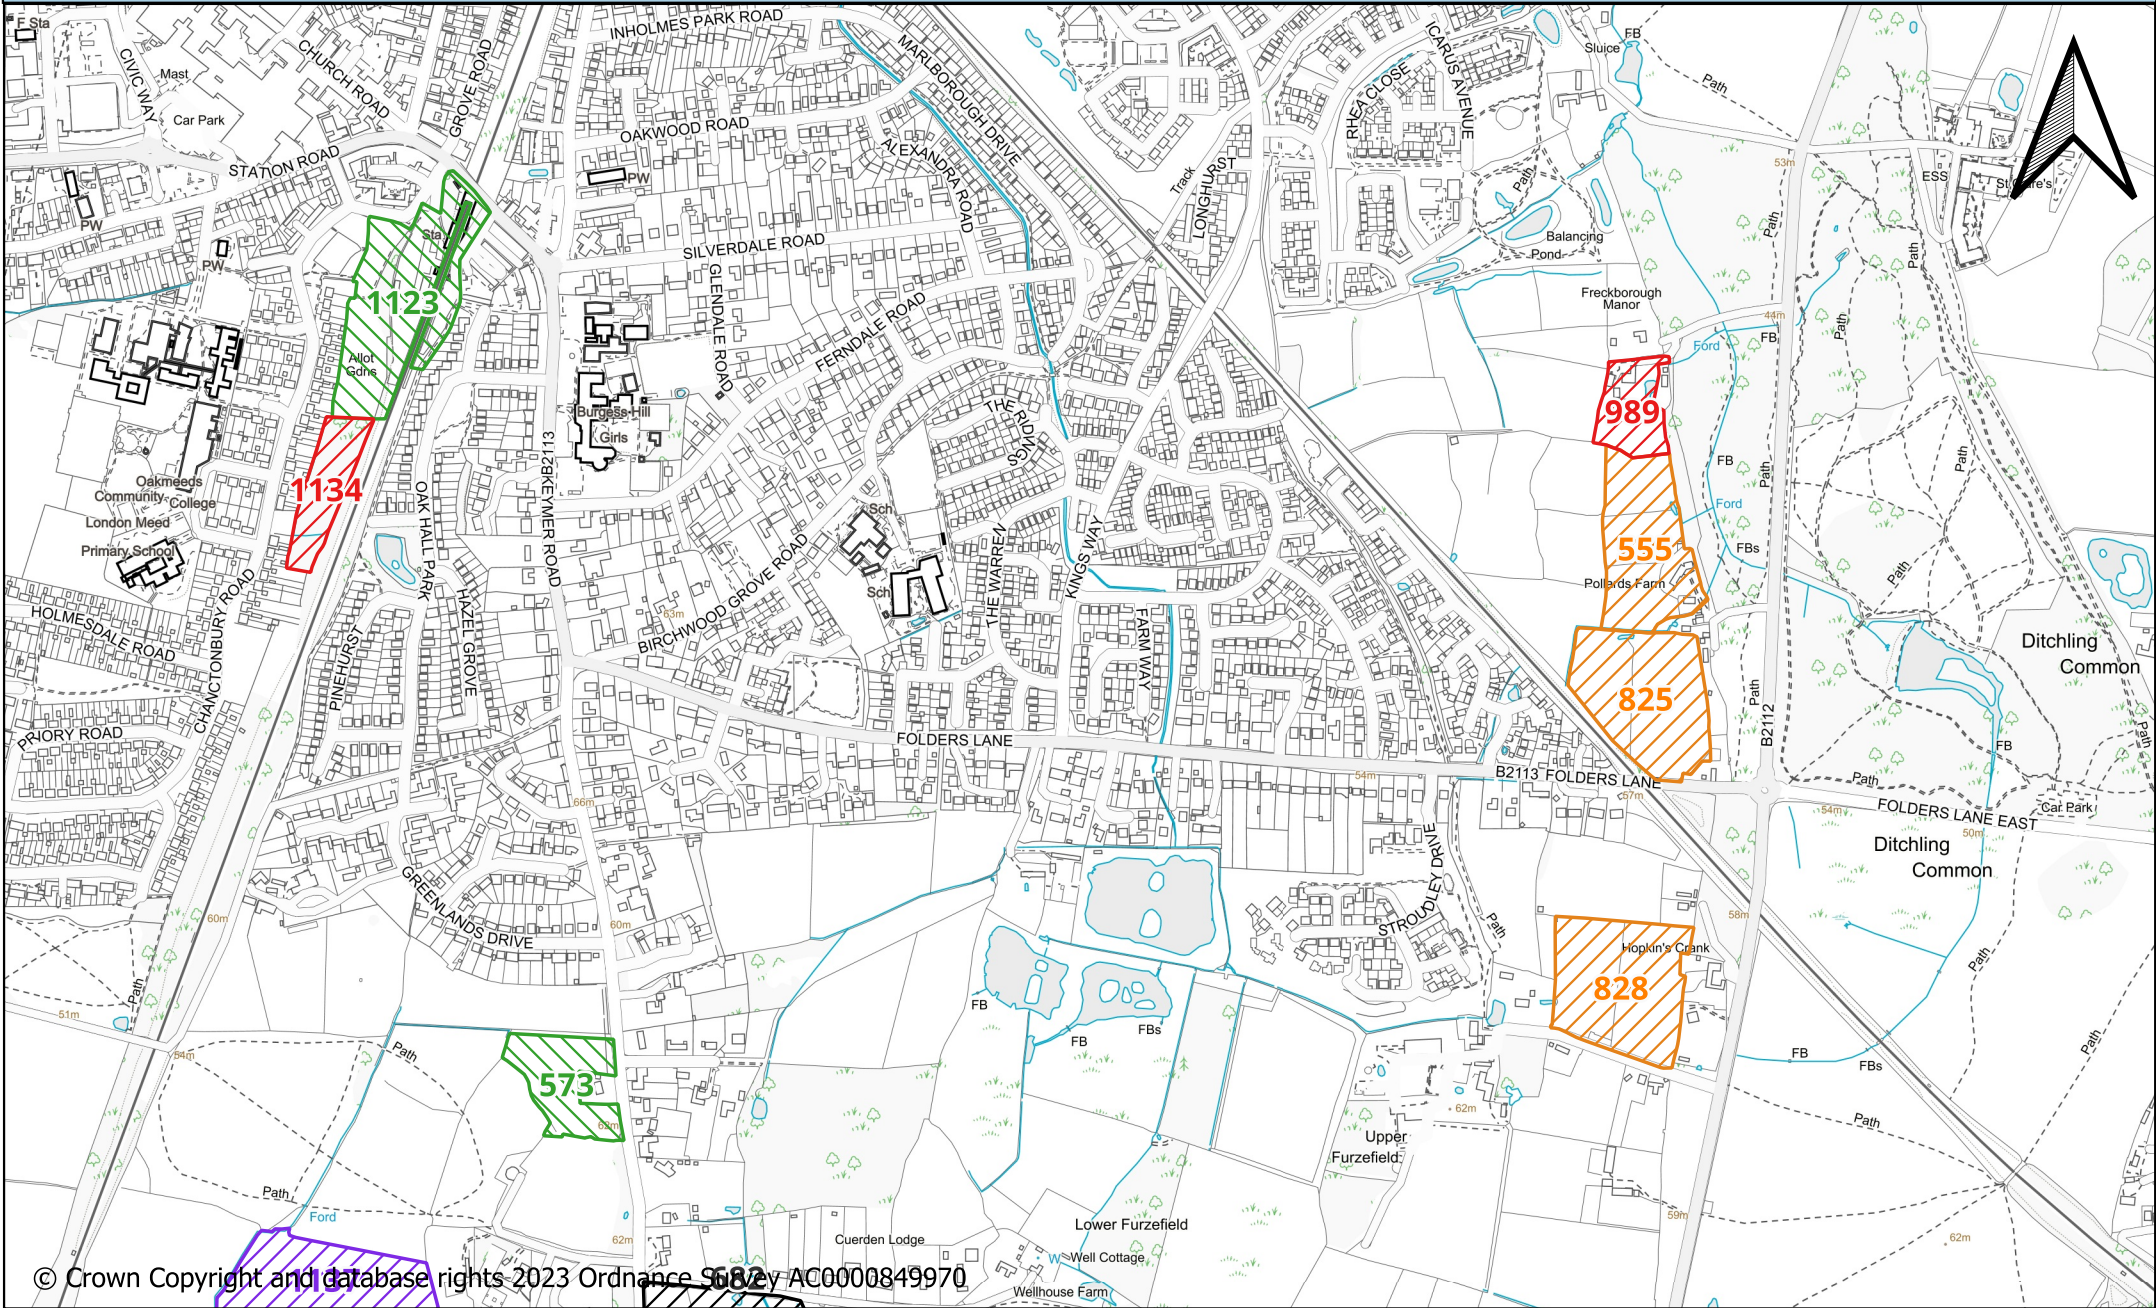 F Sta
CIVIC WAY
Mast
Car Park
CHURCH ROAD
GROVE ROAD
STATION ROAD
INHOLMES PARK ROAD
MARLBOROUGH DRIVE
OAKWOOD ROAD
ALEXANDRA ROAD
PW
PW
PW
Sta
SILVERDALE ROAD
GLENDALE ROAD
FERNDALE ROAD
LONGHURST
Track
RHEA CLOSE
ICARUS AVENUE
Sluice
FB
Path
Path
53m
ESS
Path
Path
Balancing
Pond
Freckborough
Manor
44m
Ford
FB
Path
1123
Allot
Gdns
989
1134
Burgess Hill
Girls
63m
THE RIDINGS
Oakmeeds
Community
College
London Meed
Primary School
OAK HALL PARK
B2113
KEYMER ROAD
HAZEL GROVE
Sch
Sch
THE WARREN
KINGS WAY
FARM WAY
BIRCHWOOD GROVE ROAD
FB
Path
Path
Ford
FBs
555
Pollards Farm
Path
HOLMESDALE ROAD
CHANCTONBURY ROAD
PINEHURST
PRIORY ROAD
825
Path
B2112
Ditchling
Common
FB
Path
FOLDERS LANE
54m
B2113 FOLDERS LANE
57m
Path
54m
FOLDERS LANE EAST
50m
Car Park
Ditchling
Common
66m
GREENLANDS DRIVE
60m
60m
STROUDLEY DRIVE
Path
58m
Hopkin's Crank
828
Path
Path
51m
54m
Path
FB
FB
FBs
FB
FBs
Path
573
62m
62m
Upper
Furzefield
Path
Path
Ford
62m
Cuerden Lodge
Lower Furzefield
W
Well Cottage
Wellhouse Farm
59m
62m
1137
682
© Crown Copyright and database rights 2023 Ordnance Survey AC0000849970